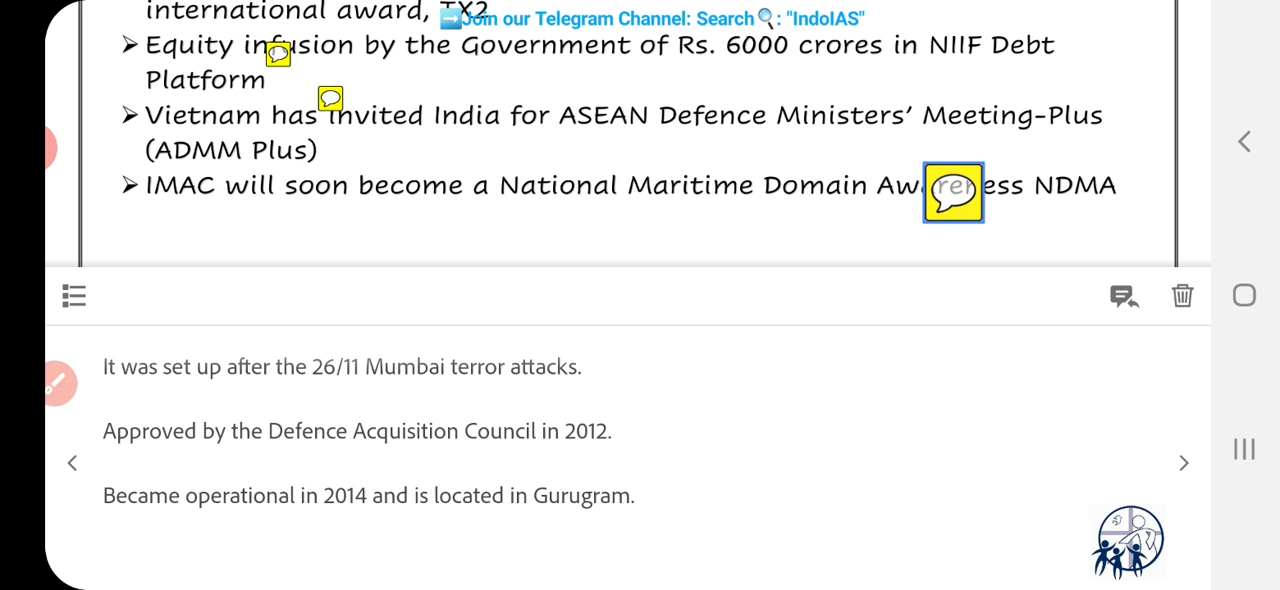 international award, TX2
Join our Telegram Channel: Search🔍: "IndoIAS"
➢ Equity infusion by the Government of Rs. 6000 crores in NIIF Debt
Platform
➢ Vietnam has invited India for ASEAN Defence Ministers’ Meeting-Plus
(ADMM Plus)
➢ IMAC will soon become a National Maritime Domain Awareness NDMA
It was set up after the 26/11 Mumbai terror attacks.
Approved by the Defence Acquisition Council in 2012.
Became operational in 2014 and is located in Gurugram.